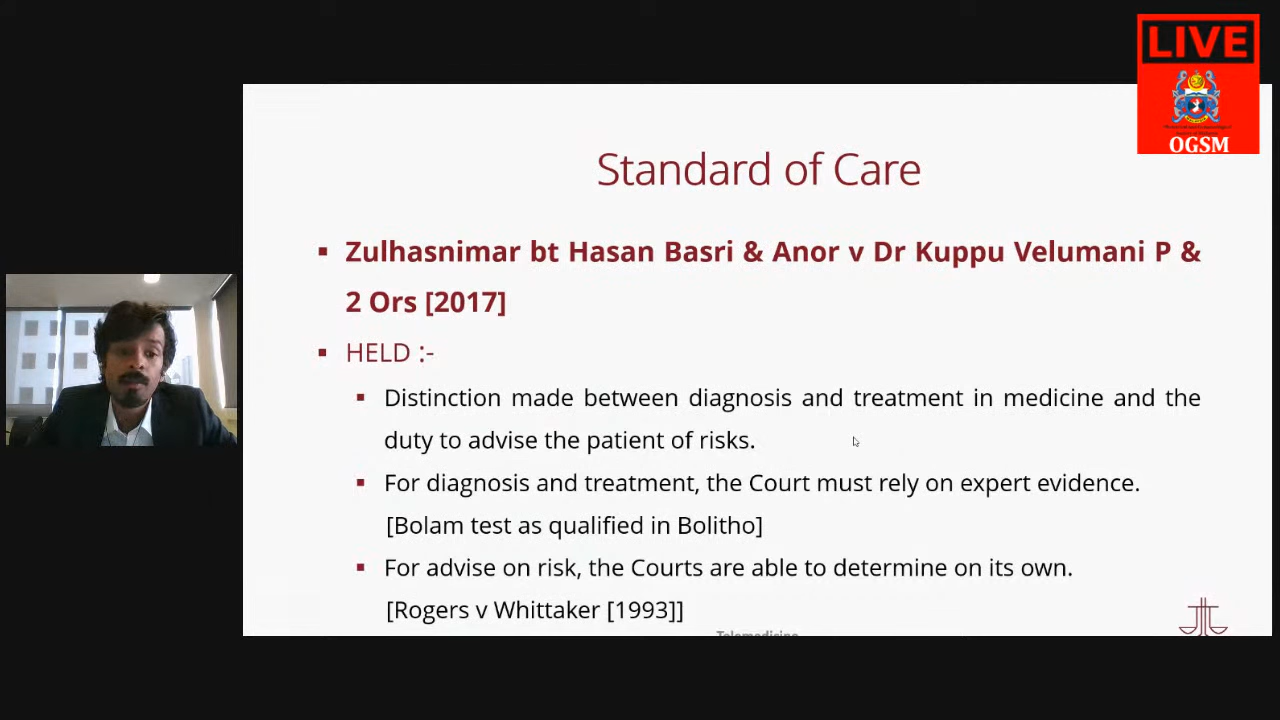 LIVE
OGSM
Standard of Care
▪ Zulhasnimar bt Hasan Basri & Anor v Dr Kuppu Velumani P &
2 Ors [2017]
▪ HELD :-
▪ Distinction made between diagnosis and treatment in medicine and the
duty to advise the patient of risks.
▪ For diagnosis and treatment, the Court must rely on expert evidence.
[Bolam test as qualified in Bolitho]
▪ For advise on risk, the Courts are able to determine on its own.
[Rogers v Whittaker [1993]]
Telemedicine